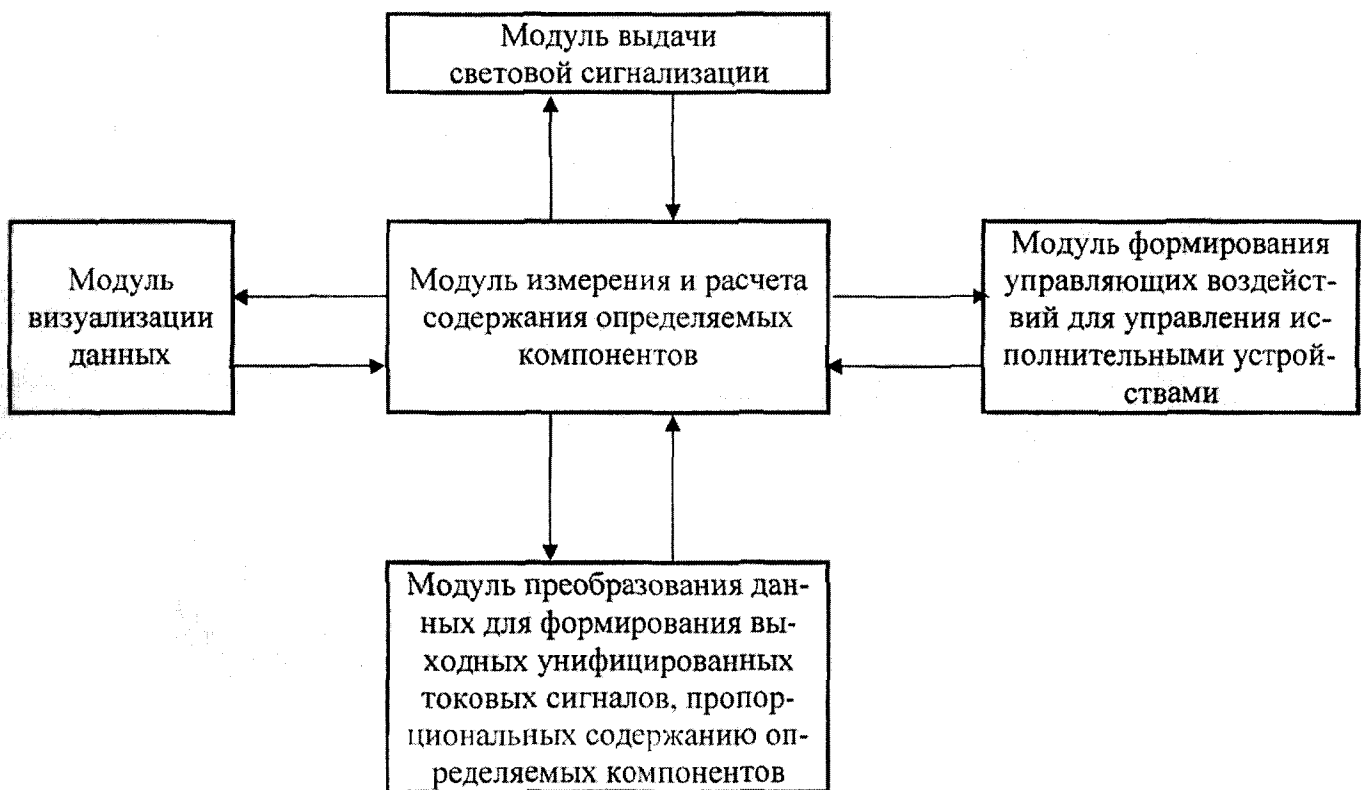 Модуль выдачи
световой сигнализации
Модуль
визуализации
данных
Модуль измерения и расчета
содержания определяемых
компонентов
Модуль формирования
управляющих воздейст-
вий для управления ис-
полнительными устрой-
ствами
Модуль преобразования дан-
ных для формирования вы-
ходных унифицированных
токовых сигналов, пропор-
циональных содержанию оп-
ределяемых компонентов